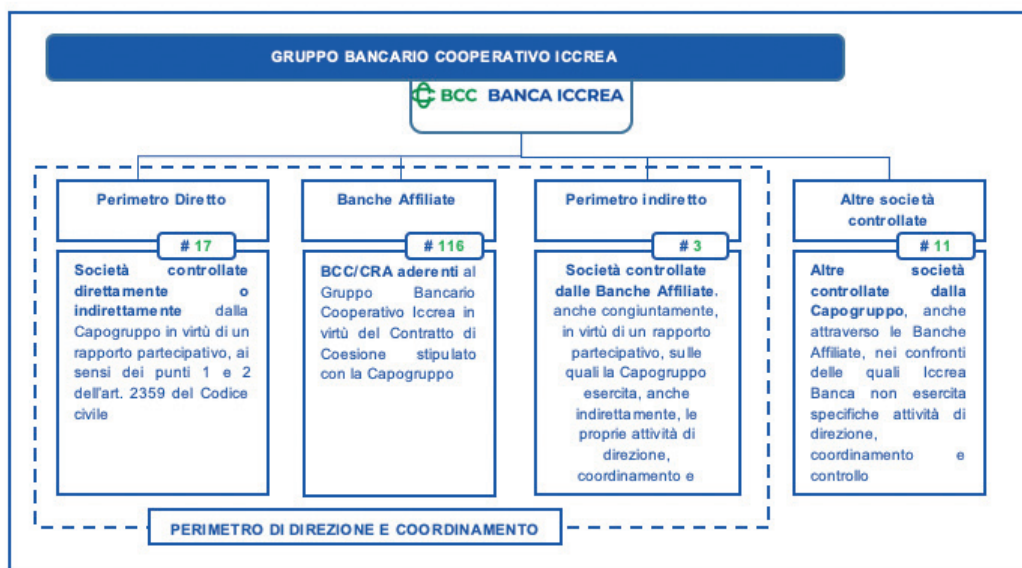 GRUPPO BANCARIO COOPERATIVO ICCREA
BCC BANCA ICCREA
Perimetro Diretto
# 17
Società controllate
direttamente o
indirettamente dalla
Capogruppo in virtù di un
rapporto partecipativo, ai
sensi dei punti 1 e 2
dell'art. 2359 del Codice
civile
Banche Affiliate
# 116
BCC/CRA aderenti al
Gruppo Bancario
Cooperativo Iccrea in
virtù del Contratto di
Coesione stipulato
con la Capogruppo
Perimetro indiretto
# 3
Società controllate
dalle Banche Affiliate,
anche congiuntamente,
in virtù di un rapporto
partecipativo, sulle
quali la Capogruppo
esercita, anche
indirettamente, le
proprie attività di
direzione,
coordinamento e
Altre società
controllate
# 11
Altre società
controllate dalla
Capogruppo, anche
attraverso le Banche
Affiliate, nei confronti
delle quali Iccrea
Banca non esercita
specifiche attività di
direzione,
coordinamento e
controllo
PERIMETRO DI DIREZIONE E COORDINAMENTO